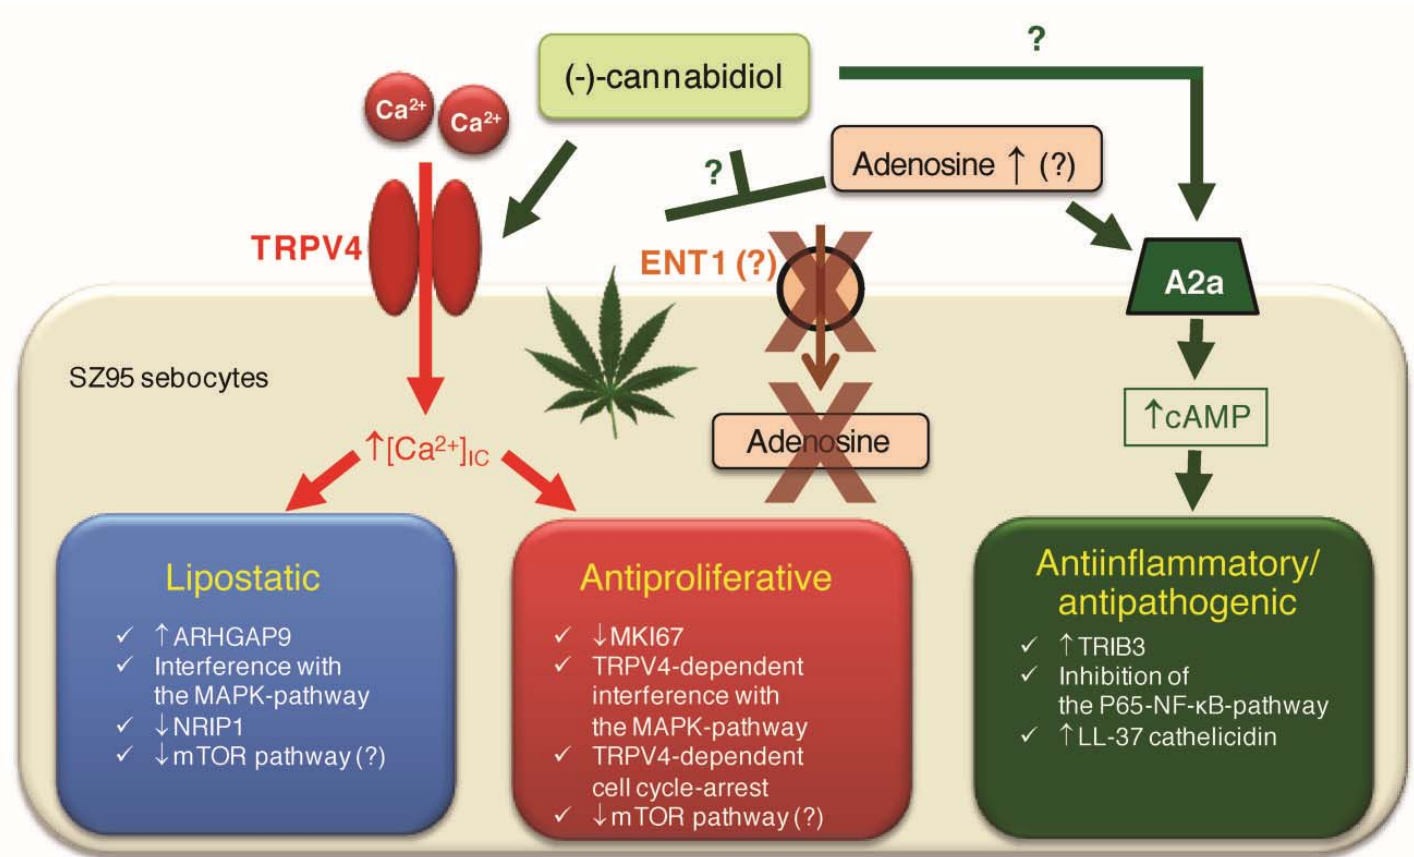 ?
(-)-cannabidiol
Ca²⁺
Ca²⁺
?
Adenosine ↑ (?)
TRPV4
ENT1 (?)
A2a
SZ95 sebocytes
↑cAMP
↑[Ca²⁺]IC
Adenosine
Lipostatic
✓ ↑ARHGAP9
✓ Interference with
the MAPK-pathway
✓ ↓NRIP1
✓ ↓mTOR pathway (?)
Antiproliferative
✓ ↓MKI67
✓ TRPV4-dependent
interference with
the MAPK-pathway
✓ TRPV4-dependent
cell cycle-arrest
✓ ↓mTOR pathway (?)
Antiinflammatory/
antipathogenic
✓ ↑TRIB3
✓ Inhibition of
the P65-NF-κB-pathway
✓ ↑LL-37 cathelicidin